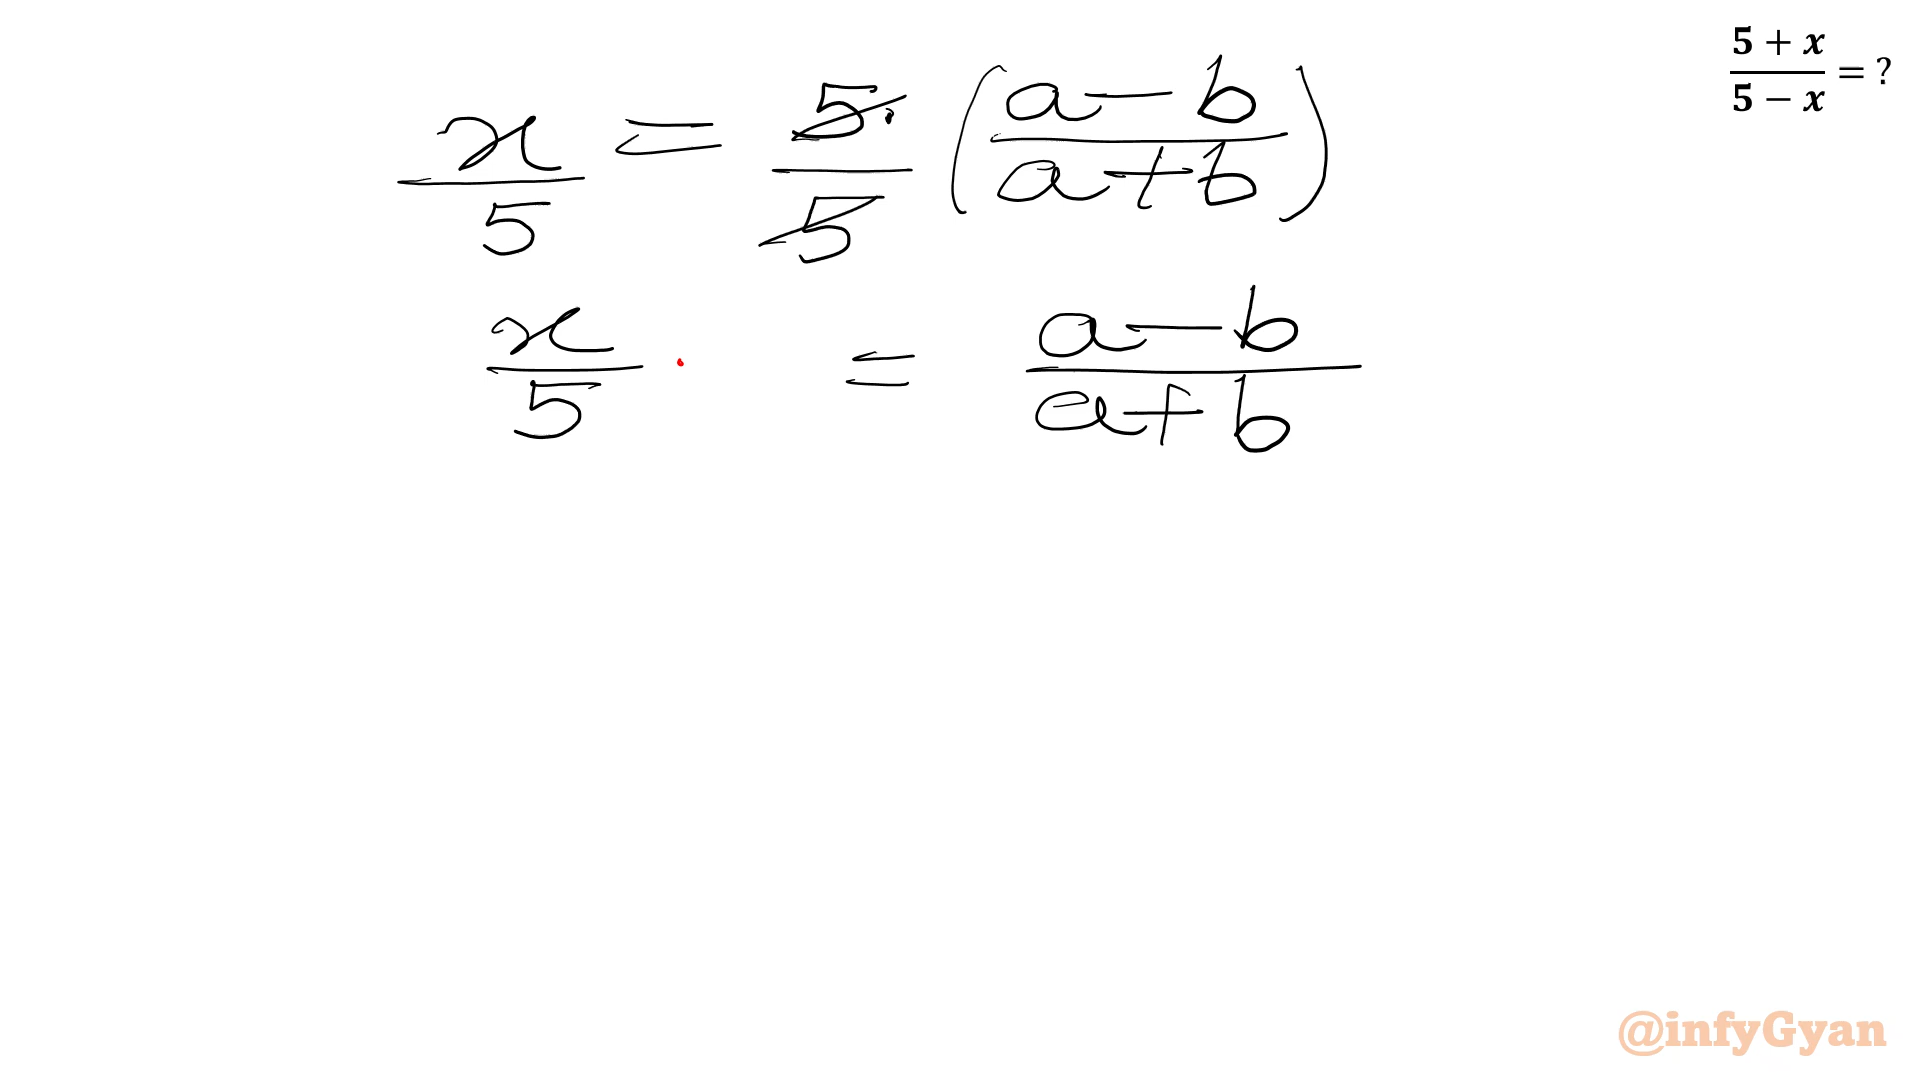 5 + x / 5 − x = ?
x / 5 = 5. / 5 ( a − b / a + b )
x / 5 = a − b / a + b
@infyGyan